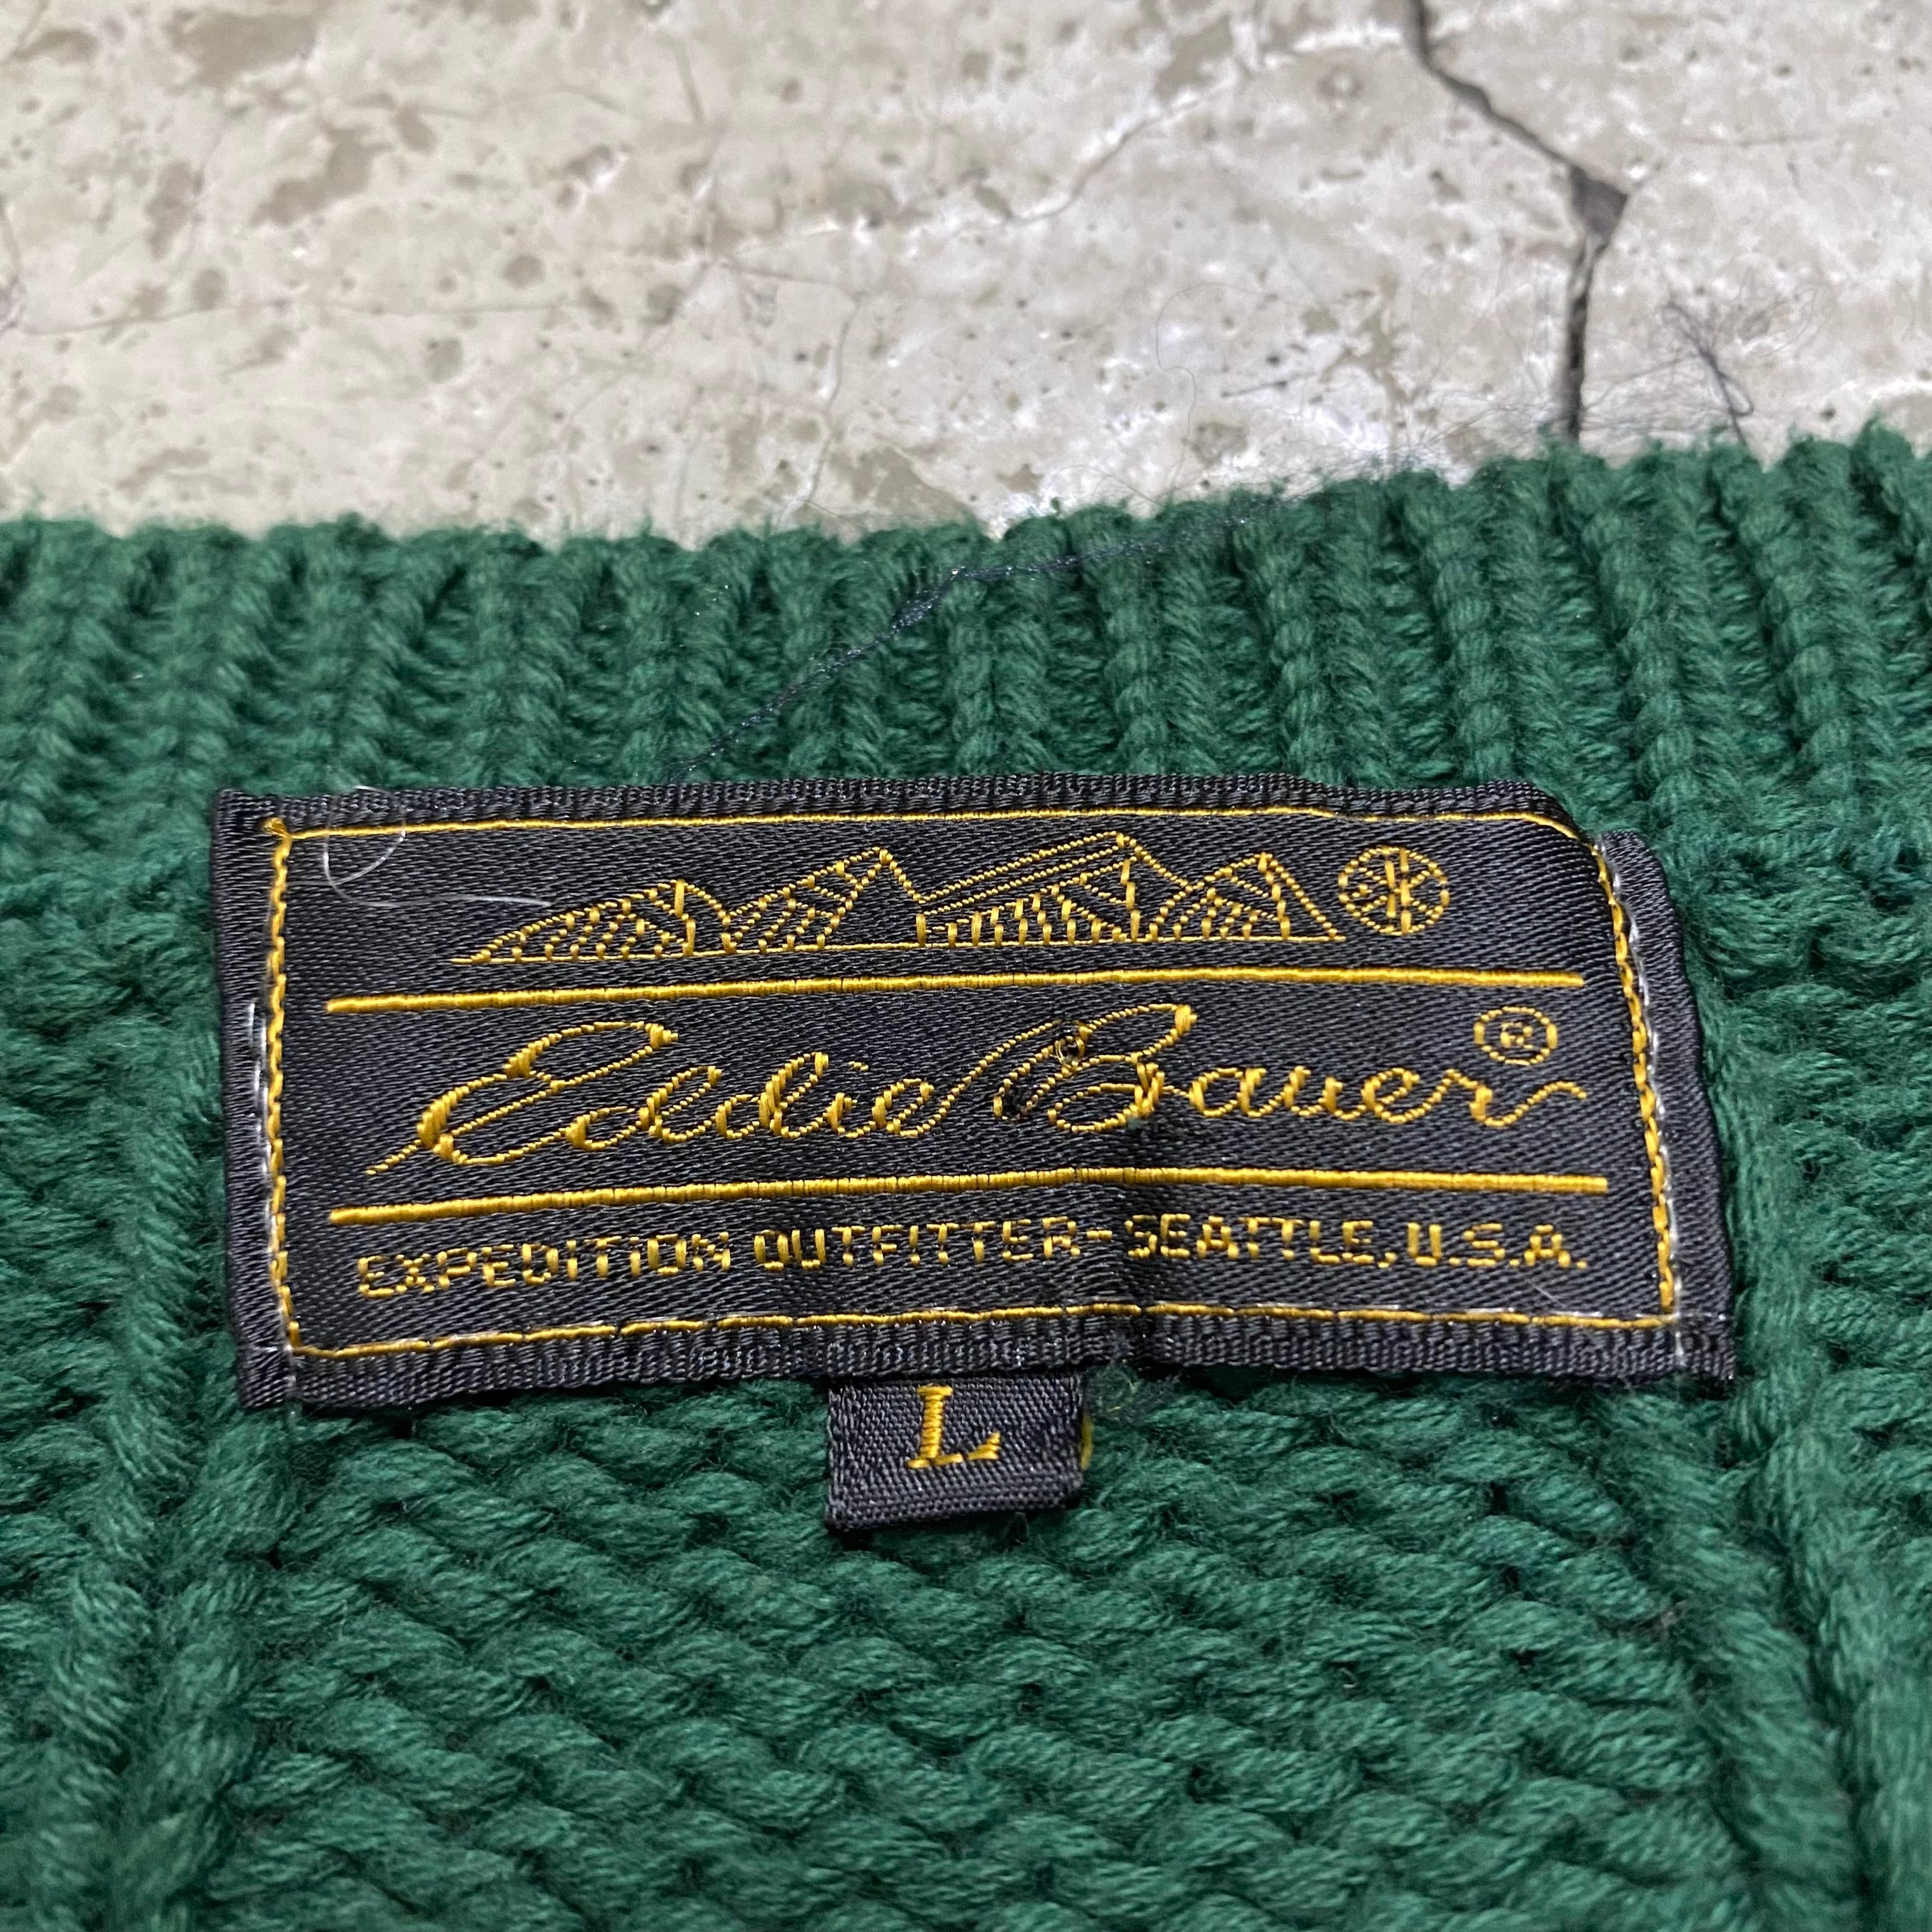 Eddie Bauer®
EXPEDITION OUTFITTER-SEATTLE, U.S.A.
L